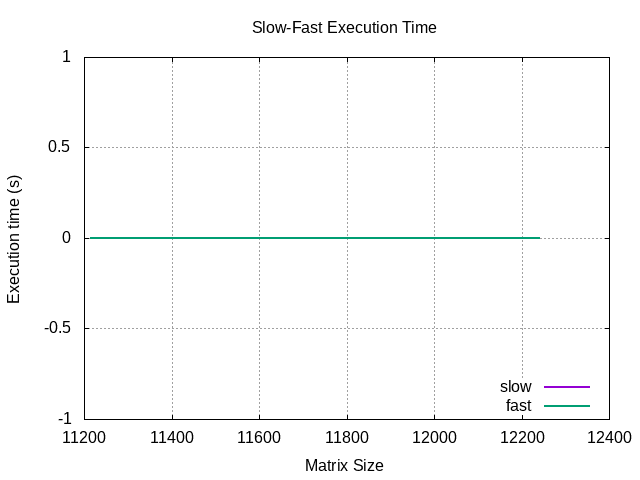 Slow-Fast Execution Time
1
0.5
0
-0.5
-1
Execution time (s)
slow
fast
11200 11400 11600 11800 12000 12200 12400
Matrix Size